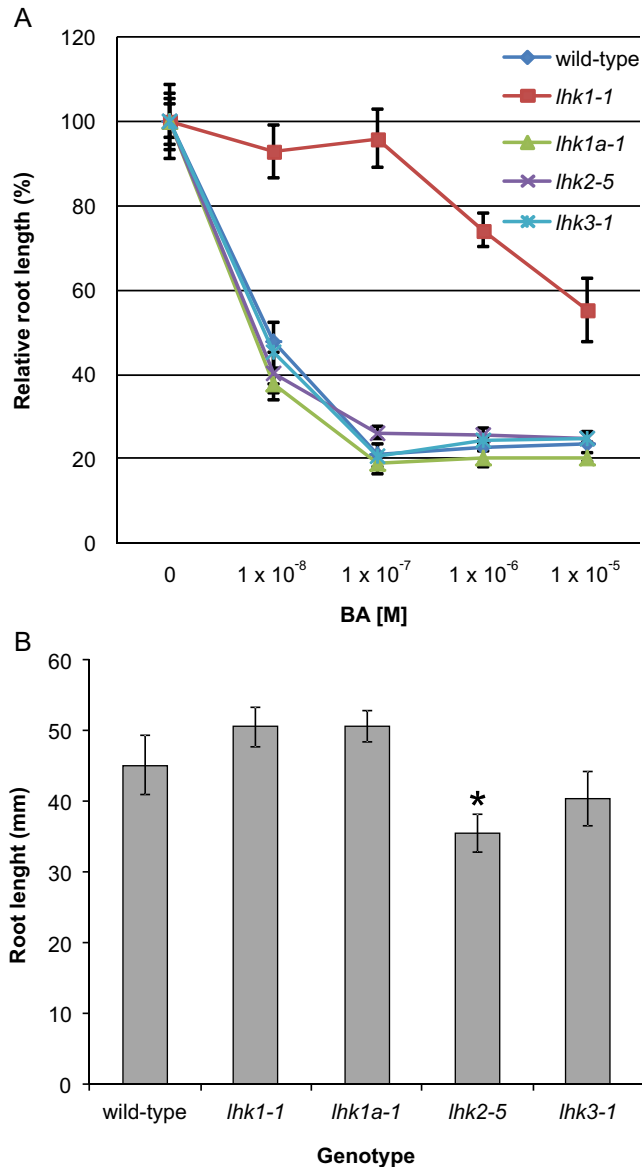 A
120
100
80
60
40
20
0
Relative root length (%)
wild-type
lhk1-1
lhk1a-1
lhk2-5
lhk3-1
0 1 x 10⁻⁸ 1 x 10⁻⁷ 1 x 10⁻⁶ 1 x 10⁻⁵
BA [M]
B
60
50
40
30
20
10
0
Root lenght (mm)
*
wild-type lhk1-1 lhk1a-1 lhk2-5 lhk3-1
Genotype